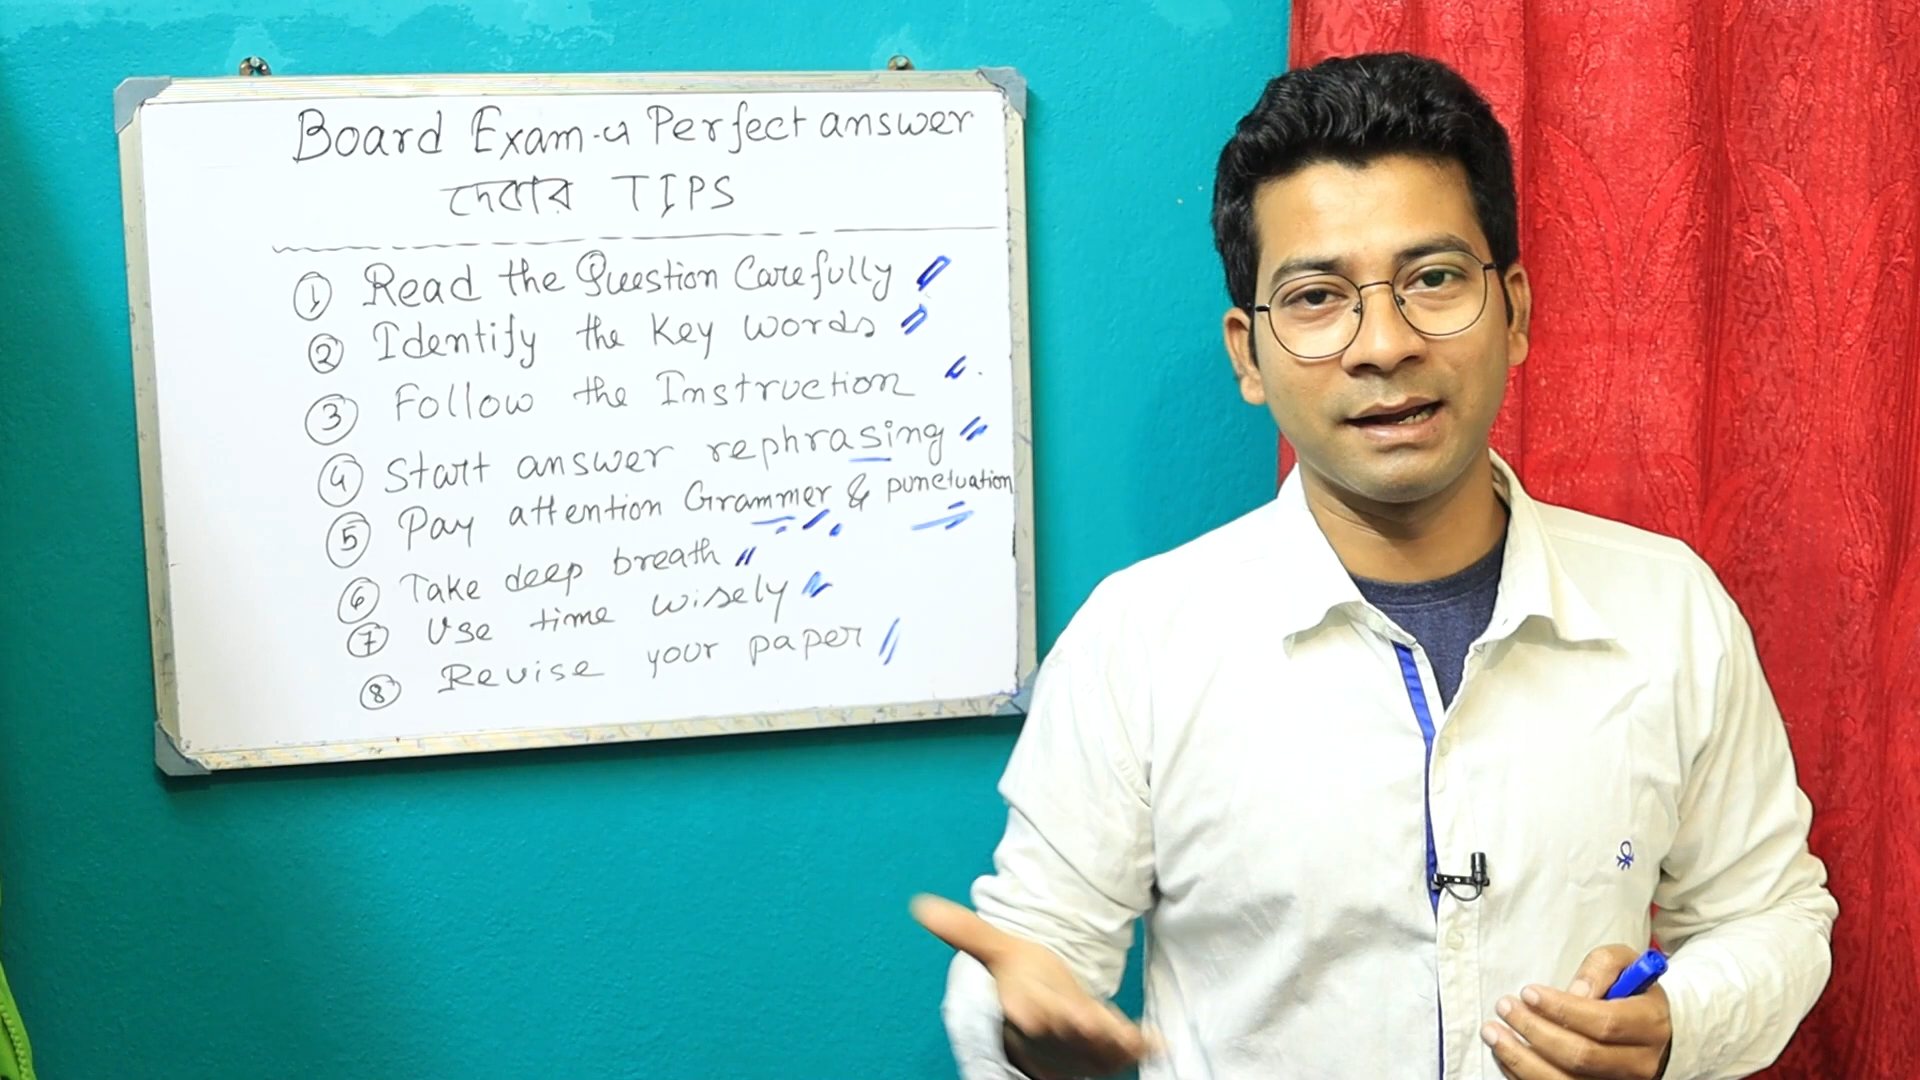 Board Exam-এ Perfect answer
দেবার TIPS
① Read the Question Carefully
② Identify the Key words
③ Follow the Instruction
④ Start answer rephrasing
⑤ Pay attention Grammer & punctuation
⑥ Take deep breath
⑦ Use time wisely
⑧ Revise your paper